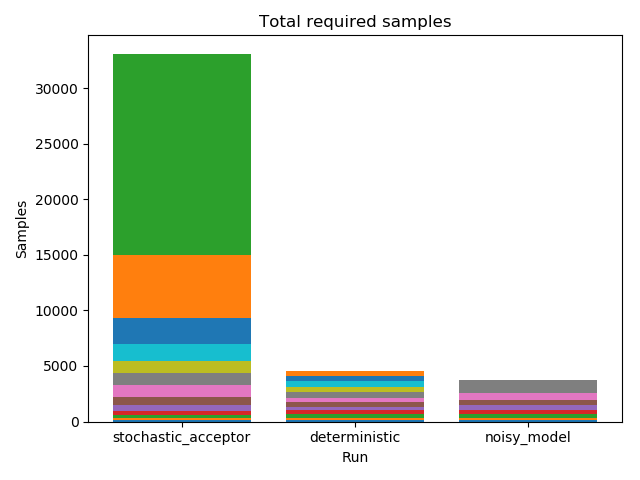 Total required samples
Samples
30000
25000
20000
15000
10000
5000
0
stochastic_acceptor
deterministic
noisy_model
Run